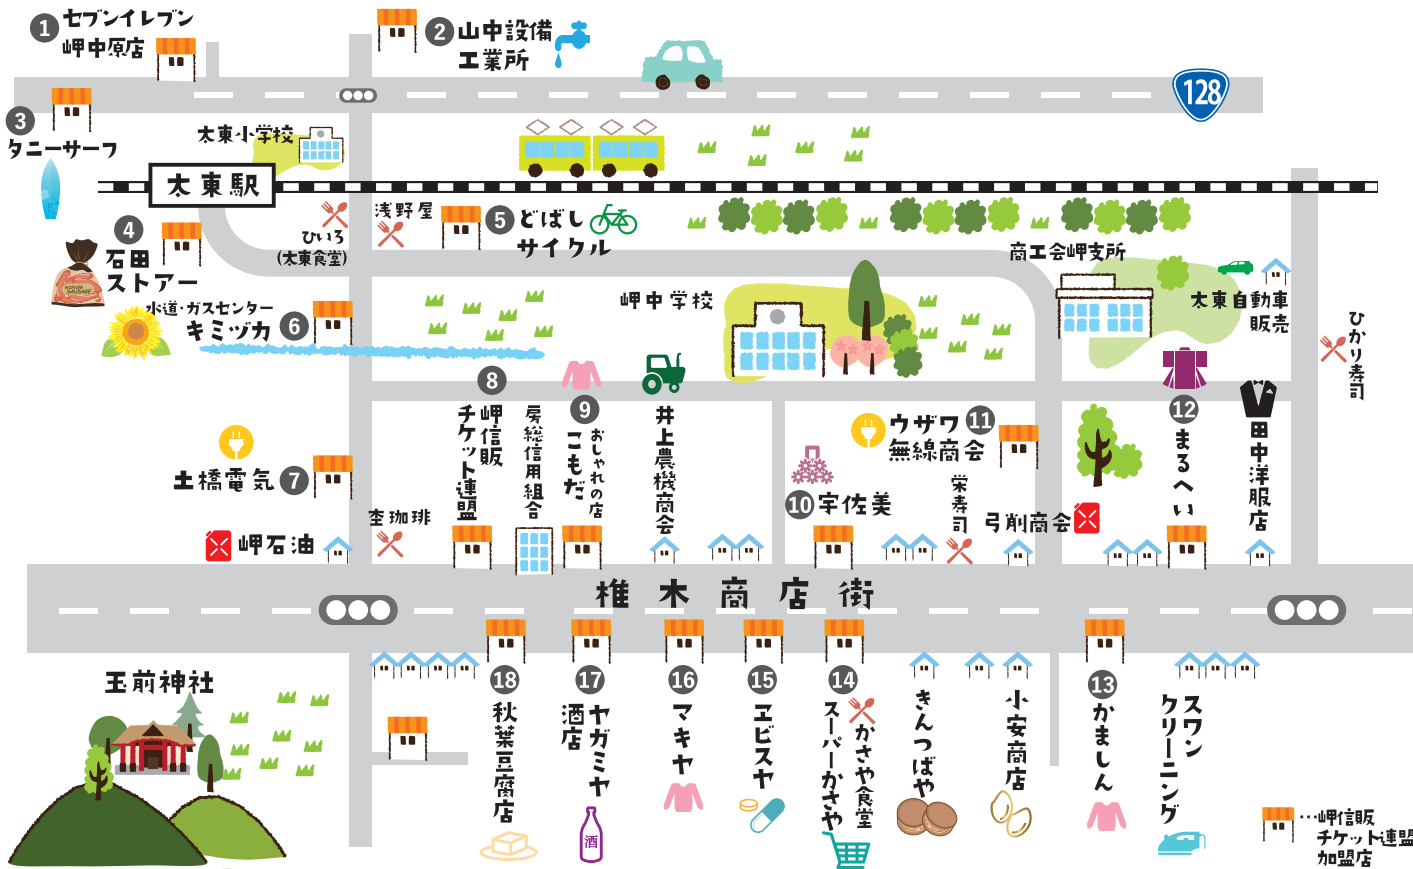 1 セブンイレブン
岬中原店
2 山中設備
工業所
128
3
タニーサーフ
太東小学校
太東駅
4 石田
ストアー
ひいろ
(太東食堂)
浅野屋
5 どばし
サイクル
商工会岬支所
太東自動車
販売
水道・ガスセンター
キミヅカ 6
WIENER
SAUSAGE
岬中学校
ひかり寿司
土橋電気 7
岬石油
杢珈琲
8
岬信販
チケット連盟
房総信用組合
9
おしゃれの店
こもだ
井上農機商会
10 宇佐美
ウザワ 11
無線商会
栄寿司
弓削商会
12
まるへい
田中洋服店
椎木商店街
玉前神社
18
秋葉豆腐店
17
ヤガミヤ
酒店
酒
16
マキヤ
15
ヱビスヤ
14
かさや食堂
スーパーかさや
きんつばや
小安商店
13
かましん
スワン
クリーニング
…岬信販
チケット連盟
加盟店